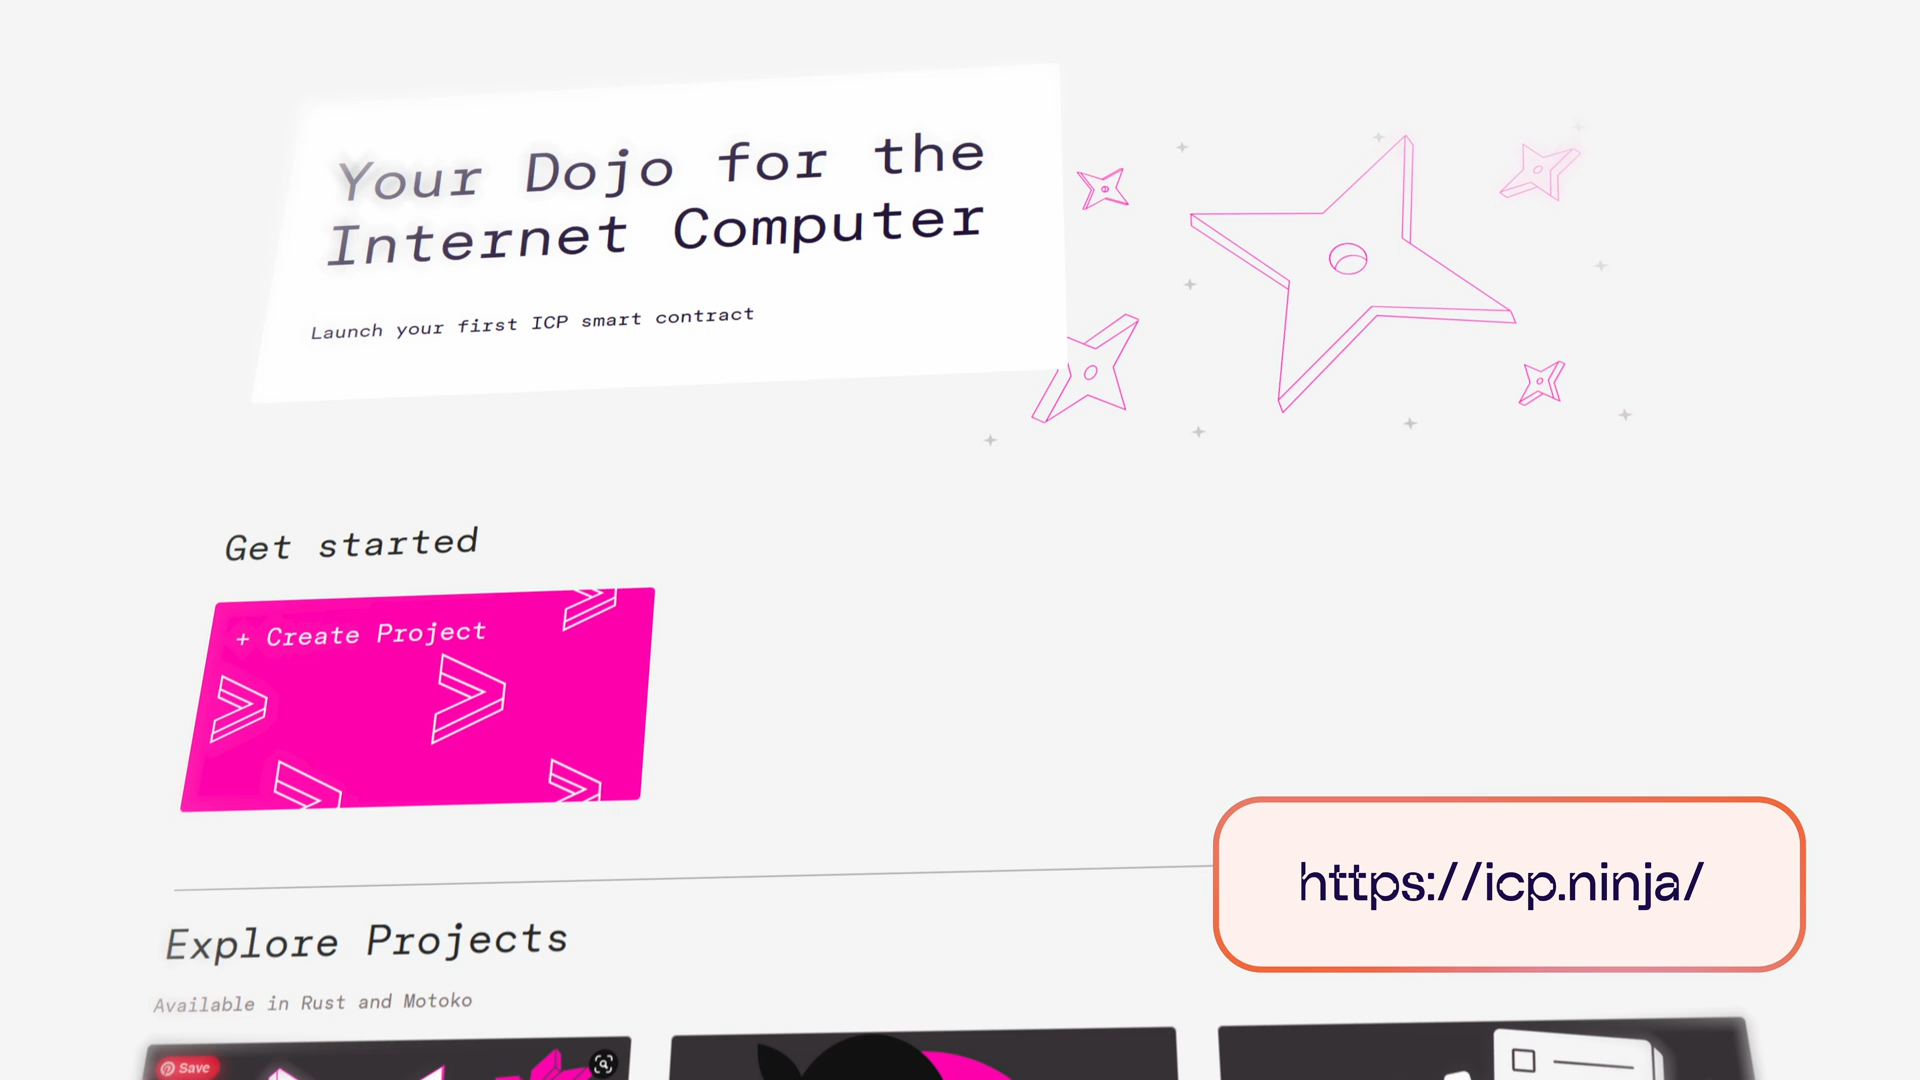 Your Dojo for the
Internet Computer
Launch your first ICP smart contract
Get started
+ Create Project
https://icp.ninja/
Explore Projects
Available in Rust and Motoko
Save